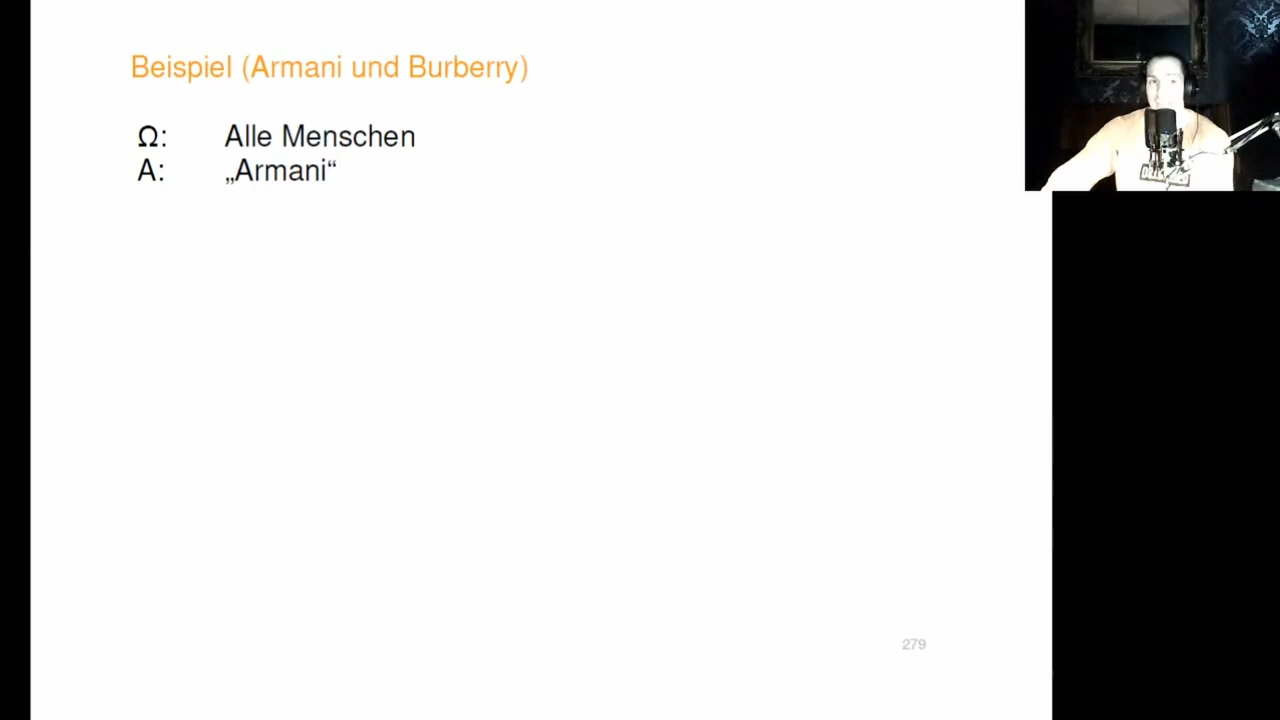 Beispiel (Armani und Burberry)
Ω: Alle Menschen
A: „Armani“
279